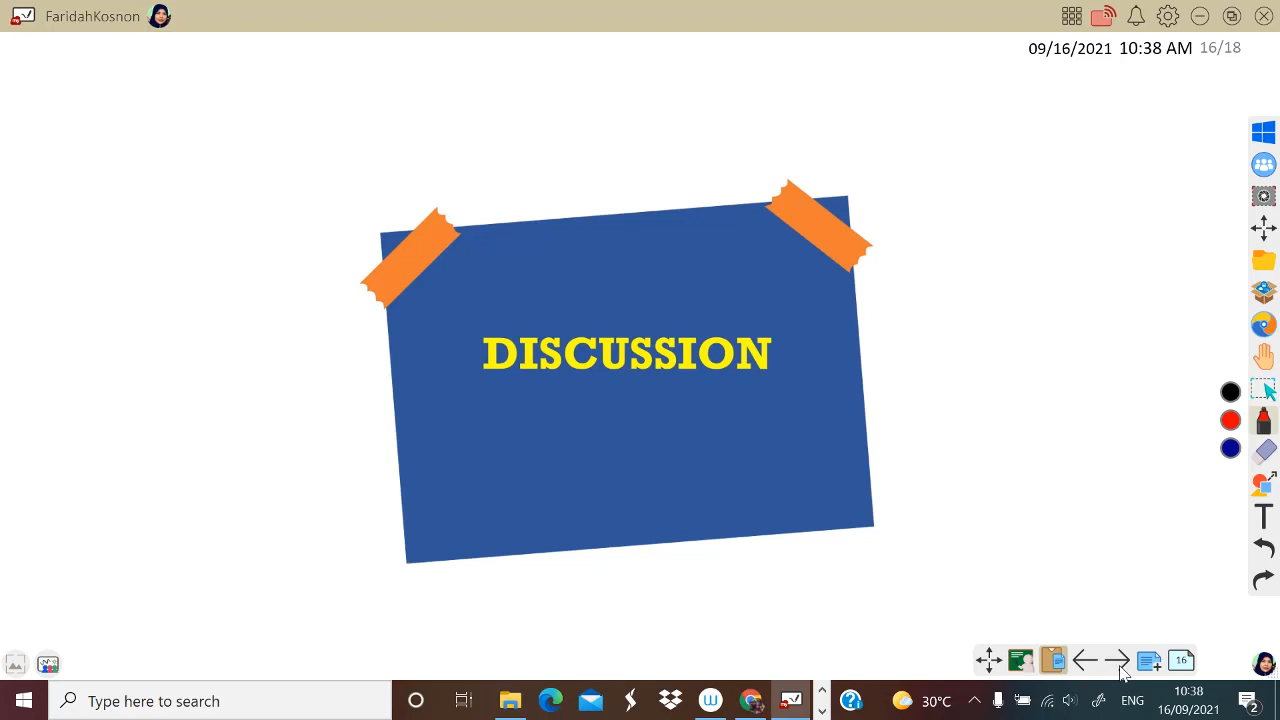 FaridahKosnon
09/16/2021 10:38 AM 16/18
DISCUSSION
T
16
Type here to search
W
30°C
ENG
10:38
16/09/2021
2